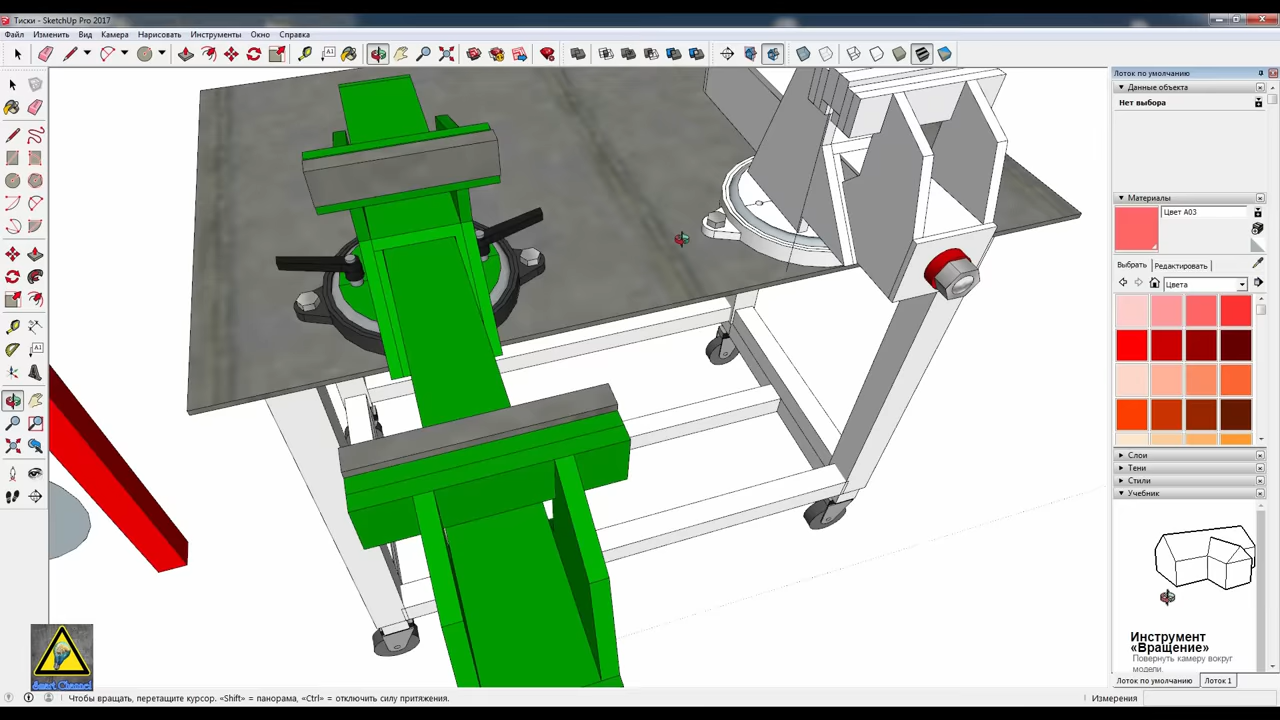 Тиски - SketchUp Pro 2017
Файл Изменить Вид Камера Нарисовать Инструменты Окно Справка
Лоток по умолчанию
Данные объекта
Нет выбора
Материалы
Цвет A03
Выбрать Редактировать
Цвета
Слои
Тени
Стили
Учебник
Инструмент
«Вращение»
Повернуть камеру вокруг
модели.
Лоток по умолчанию Лоток 1
Smart Channel
Чтобы вращать, перетащите курсор. «Shift» = панорама, «Ctrl» = отключить силу притяжения.
Измерения